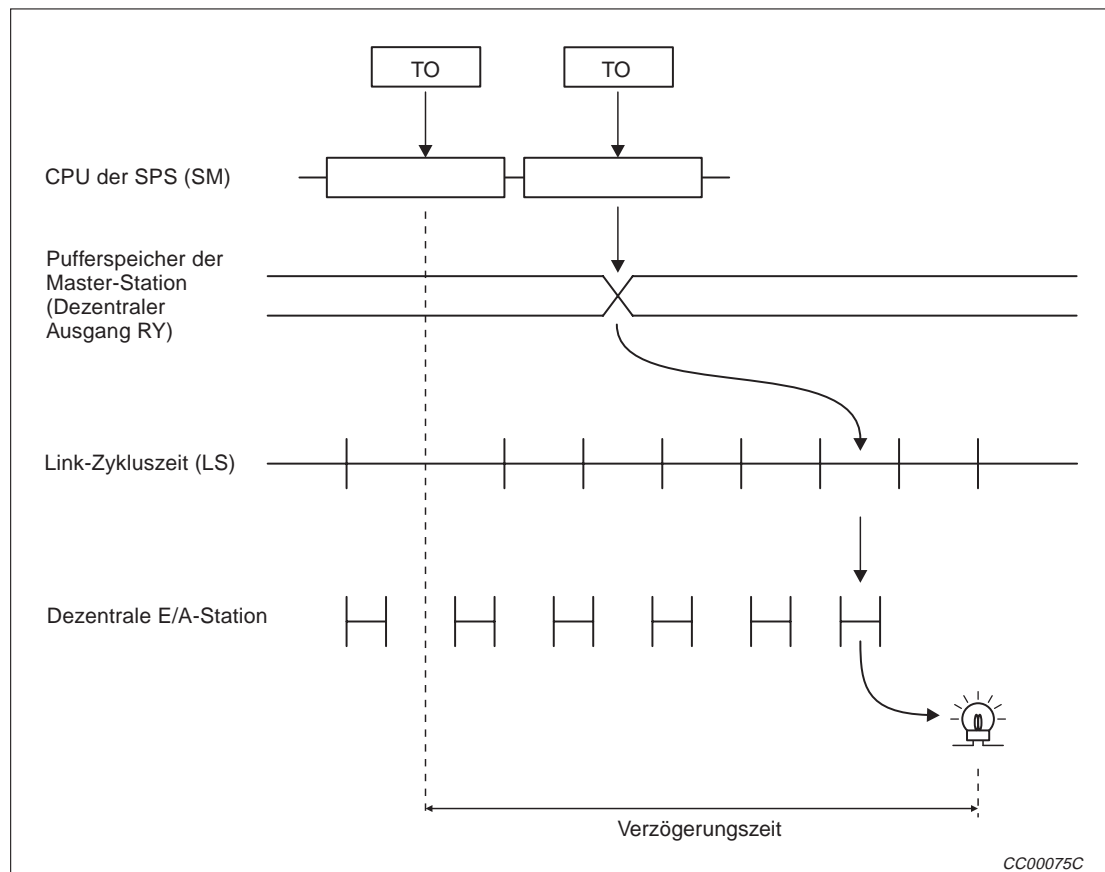 TO
TO
CPU der SPS (SM)
Pufferspeicher der
Master-Station
(Dezentraler
Ausgang RY)
Link-Zykluszeit (LS)
Dezentrale E/A-Station
Verzögerungszeit
CC00075C